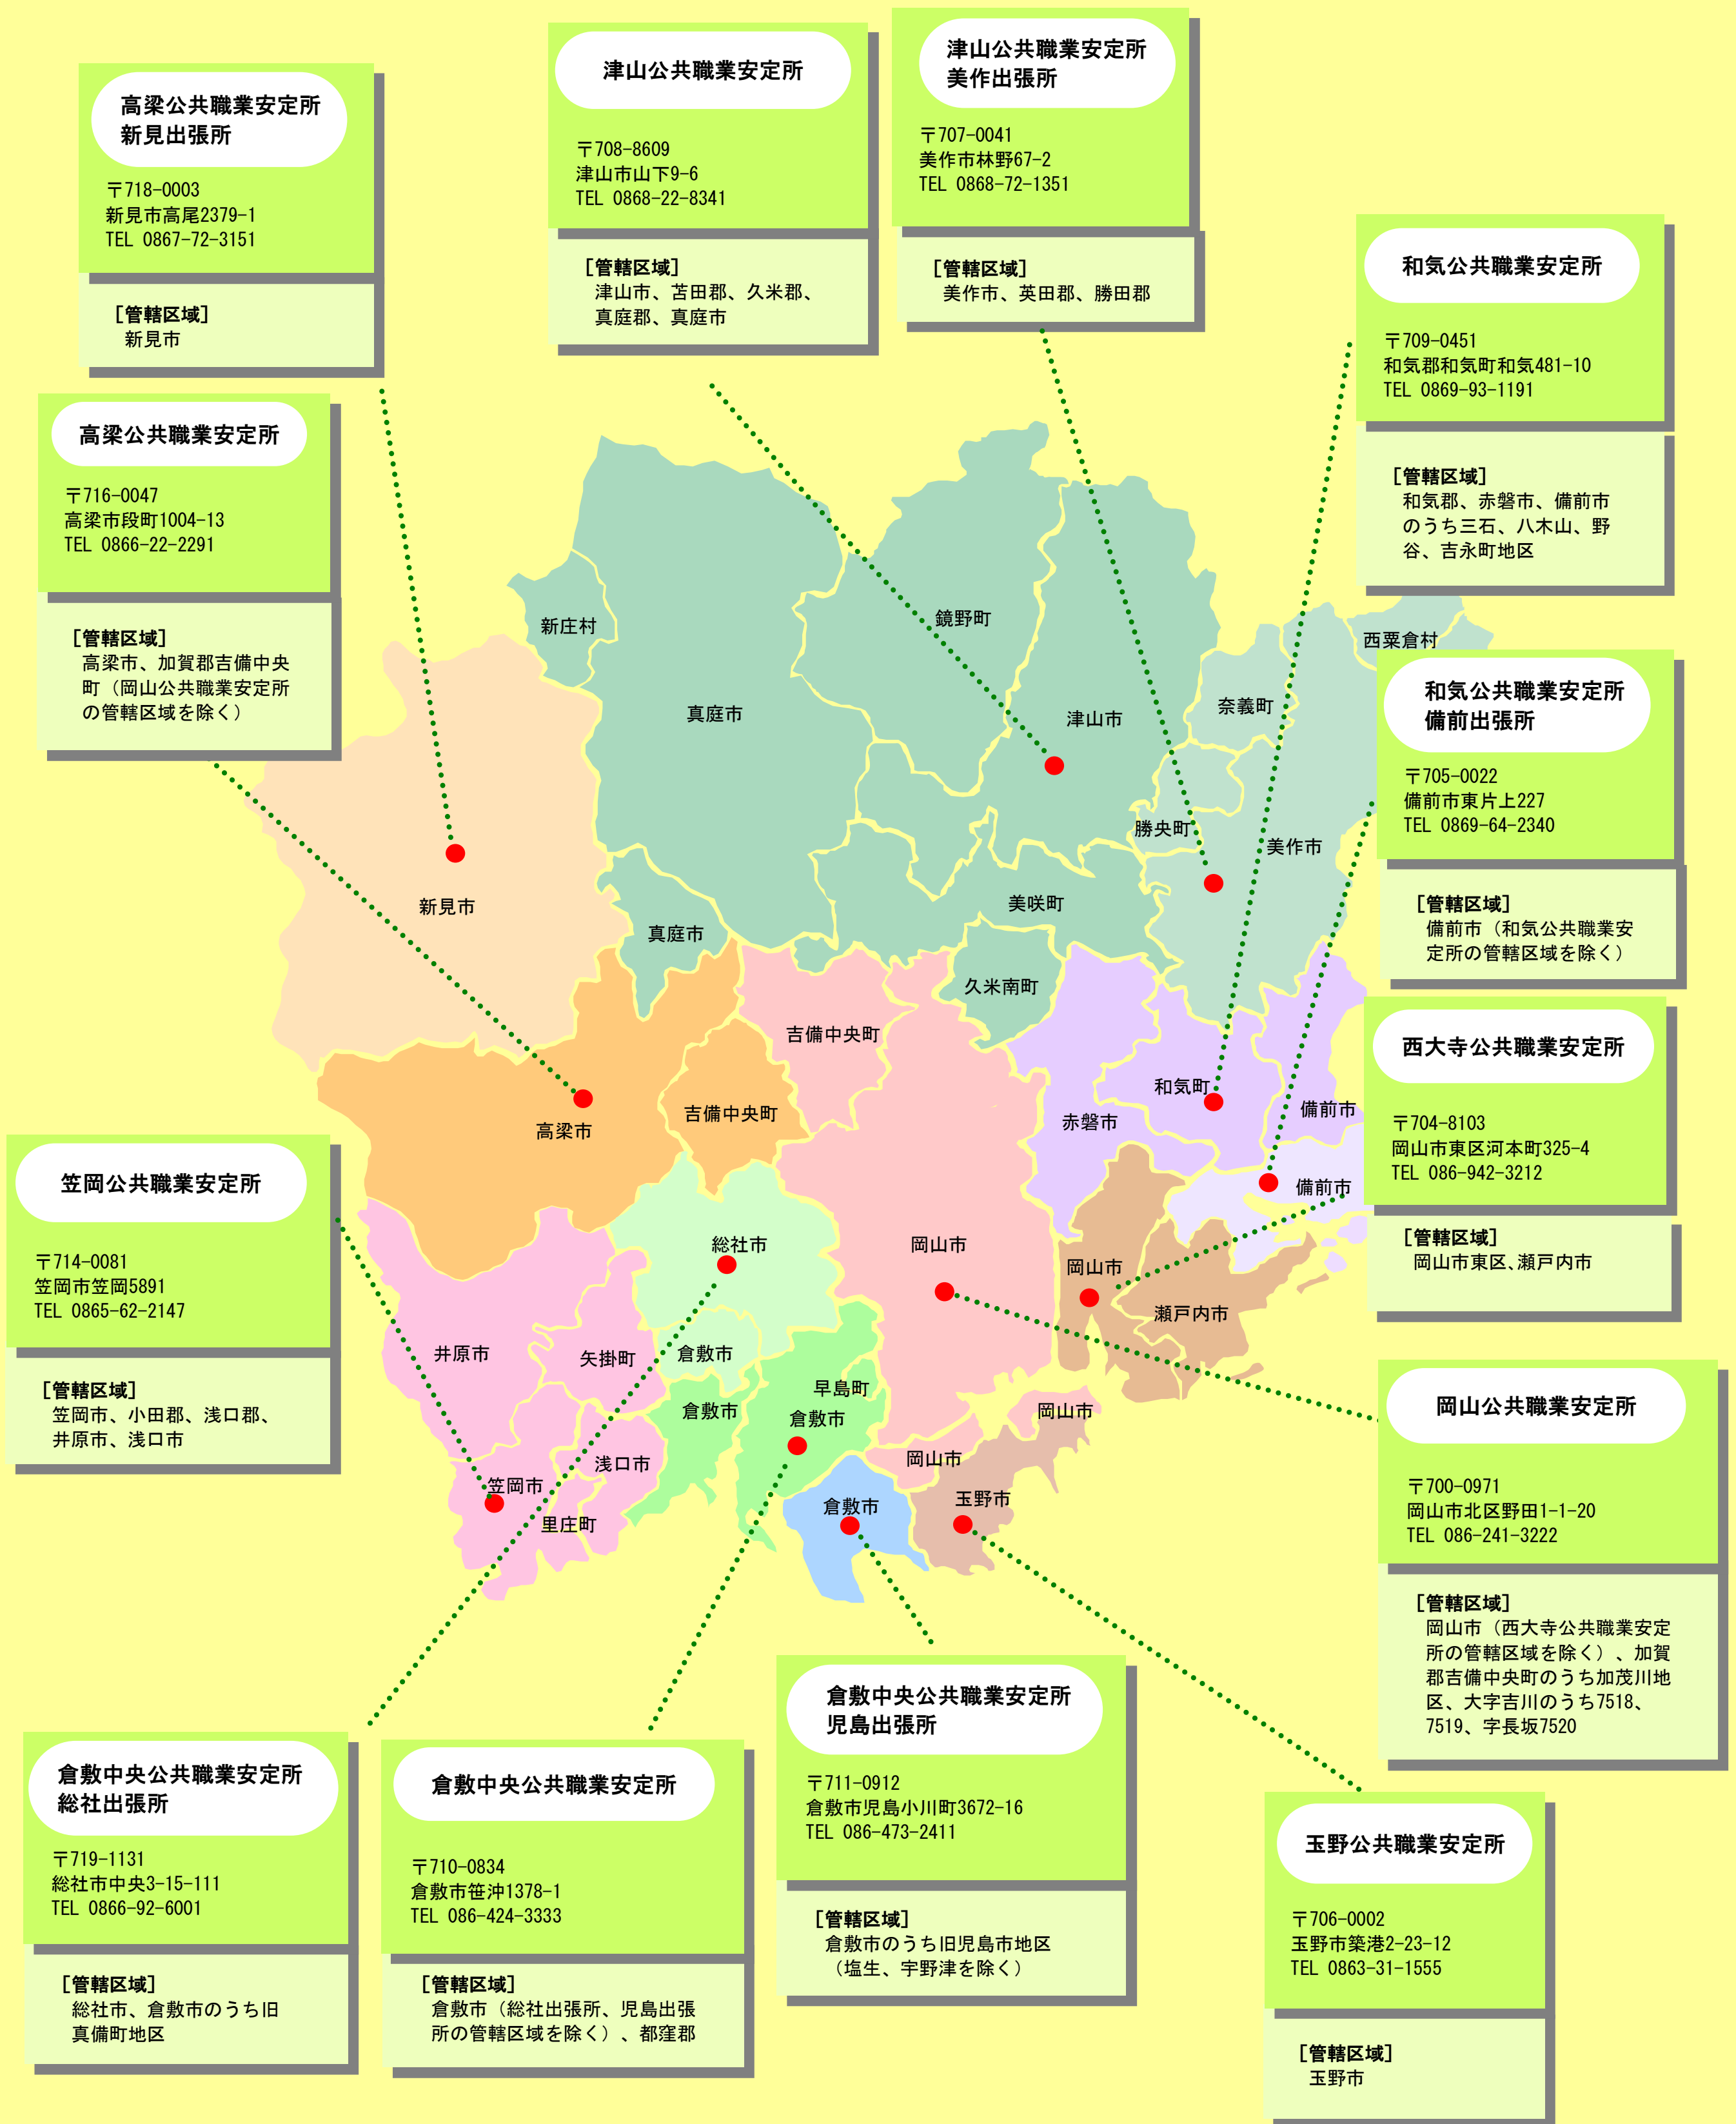 高梁公共職業安定所
新見出張所
〒718-0003
新見市高尾2379-1
TEL 0867-72-3151
［管轄区域］
新見市
津山公共職業安定所
〒708-8609
津山市山下9-6
TEL 0868-22-8341
［管轄区域］
津山市、苫田郡、久米郡、
真庭郡、真庭市
津山公共職業安定所
美作出張所
〒707-0041
美作市林野67-2
TEL 0868-72-1351
［管轄区域］
美作市、英田郡、勝田郡
和気公共職業安定所
〒709-0451
和気郡和気町和気481-10
TEL 0869-93-1191
［管轄区域］
和気郡、赤磐市、備前市
のうち三石、八木山、野
谷、吉永町地区
高梁公共職業安定所
〒716-0047
高梁市段町1004-13
TEL 0866-22-2291
［管轄区域］
高梁市、加賀郡吉備中央
町（岡山公共職業安定所
の管轄区域を除く）
和気公共職業安定所
備前出張所
〒705-0022
備前市東片上227
TEL 0869-64-2340
［管轄区域］
備前市（和気公共職業安
定所の管轄区域を除く）
西大寺公共職業安定所
〒704-8103
岡山市東区河本町325-4
TEL 086-942-3212
［管轄区域］
岡山市東区、瀬戸内市
新庄村
鏡野町
西粟倉村
真庭市
津山市
奈義町
勝央町
美作市
新見市
美咲町
真庭市
久米南町
吉備中央町
和気町
備前市
吉備中央町
赤磐市
高梁市
備前市
総社市
岡山市
岡山市
瀬戸内市
井原市
矢掛町
倉敷市
早島町
倉敷市
倉敷市
岡山市
岡山市
浅口市
笠岡市
里庄町
倉敷市
玉野市
笠岡公共職業安定所
〒714-0081
笠岡市笠岡5891
TEL 0865-62-2147
［管轄区域］
笠岡市、小田郡、浅口郡、
井原市、浅口市
岡山公共職業安定所
〒700-0971
岡山市北区野田1-1-20
TEL 086-241-3222
［管轄区域］
岡山市（西大寺公共職業安定
所の管轄区域を除く）、加賀
郡吉備中央町のうち加茂川地
区、大字吉川のうち7518、
7519、字長坂7520
倉敷中央公共職業安定所
総社出張所
〒719-1131
総社市中央3-15-111
TEL 0866-92-6001
［管轄区域］
総社市、倉敷市のうち旧
真備町地区
倉敷中央公共職業安定所
〒710-0834
倉敷市笹沖1378-1
TEL 086-424-3333
［管轄区域］
倉敷市（総社出張所、児島出張
所の管轄区域を除く）、都窪郡
倉敷中央公共職業安定所
児島出張所
〒711-0912
倉敷市児島小川町3672-16
TEL 086-473-2411
［管轄区域］
倉敷市のうち旧児島市地区
（塩生、宇野津を除く）
玉野公共職業安定所
〒706-0002
玉野市築港2-23-12
TEL 0863-31-1555
［管轄区域］
玉野市